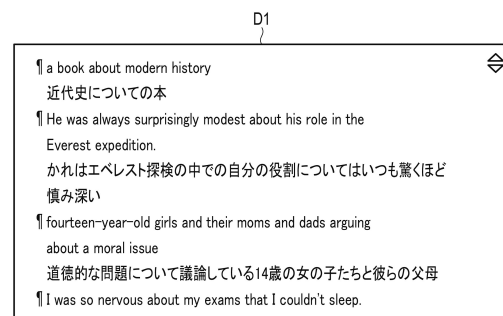 D1
¶ a book about modern history
近代史についての本
¶ He was always surprisingly modest about his role in the
Everest expedition.
かれはエベレスト探検の中での自分の役割についてはいつも驚くほど
慎み深い
¶ fourteen-year-old girls and their moms and dads arguing
about a moral issue
道徳的な問題について議論している14歳の女の子たちと彼らの父母
¶ I was so nervous about my exams that I couldn't sleep.